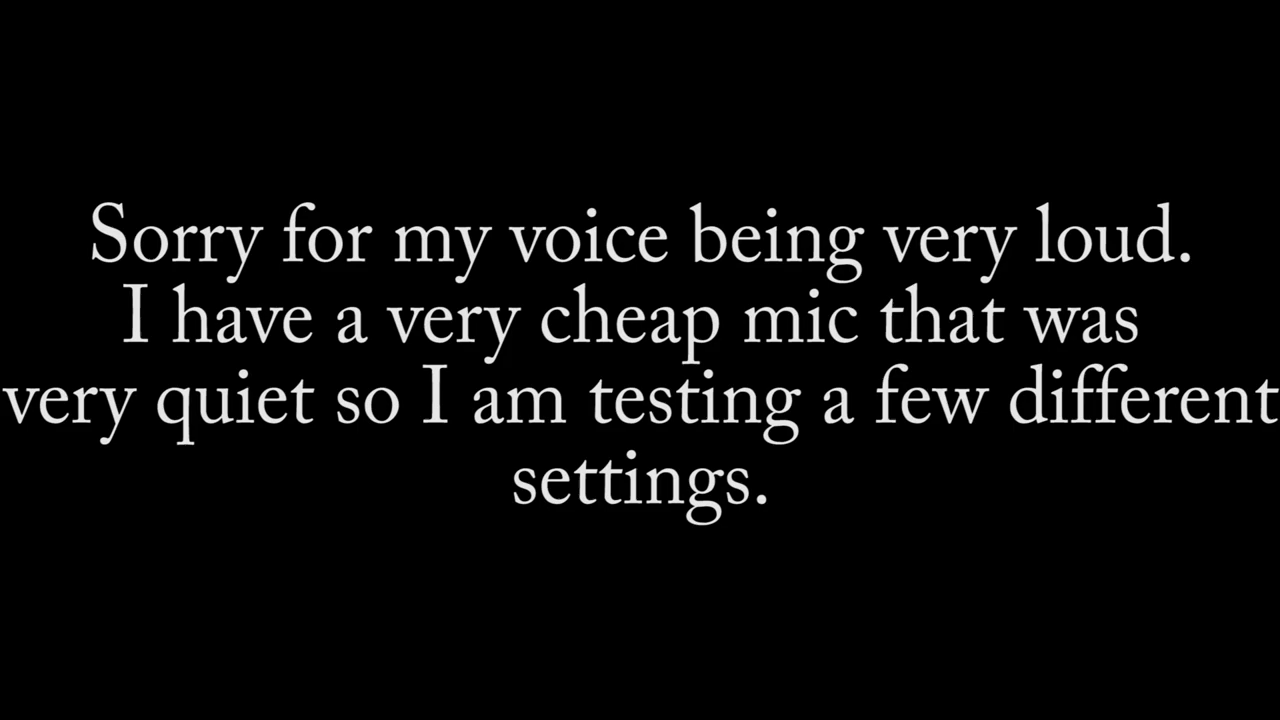 Sorry for my voice being very loud.
I have a very cheap mic that was
very quiet so I am testing a few different
settings.